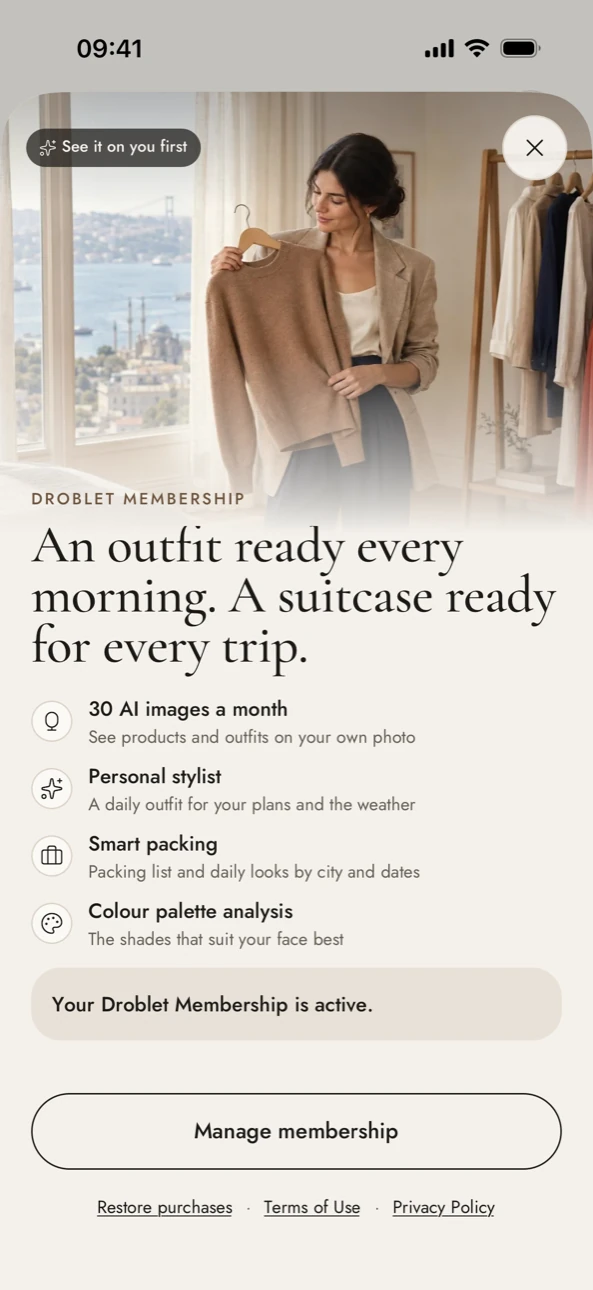 09:41
See it on you first
DROBLET MEMBERSHIP
An outfit ready every
morning. A suitcase ready
for every trip.
30 AI images a month
See products and outfits on your own photo
Personal stylist
A daily outfit for your plans and the weather
Smart packing
Packing list and daily looks by city and dates
Colour palette analysis
The shades that suit your face best
Your Droblet Membership is active.
Manage membership
Restore purchases · Terms of Use · Privacy Policy